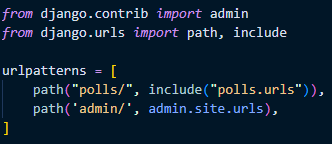 from django.contrib import admin
from django.urls import path, include

urlpatterns = [
    path("polls/", include("polls.urls")),
    path('admin/', admin.site.urls),
]